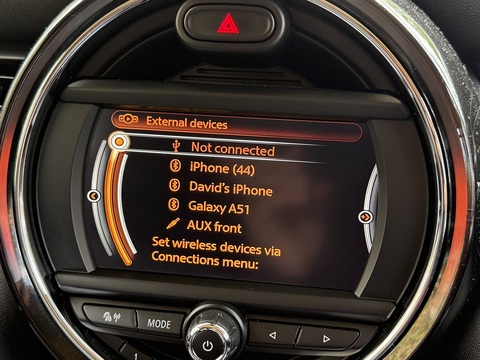 External devices
Not connected
iPhone (44)
David's iPhone
Galaxy A51
AUX front
Set wireless devices via
Connections menu:
MODE
1